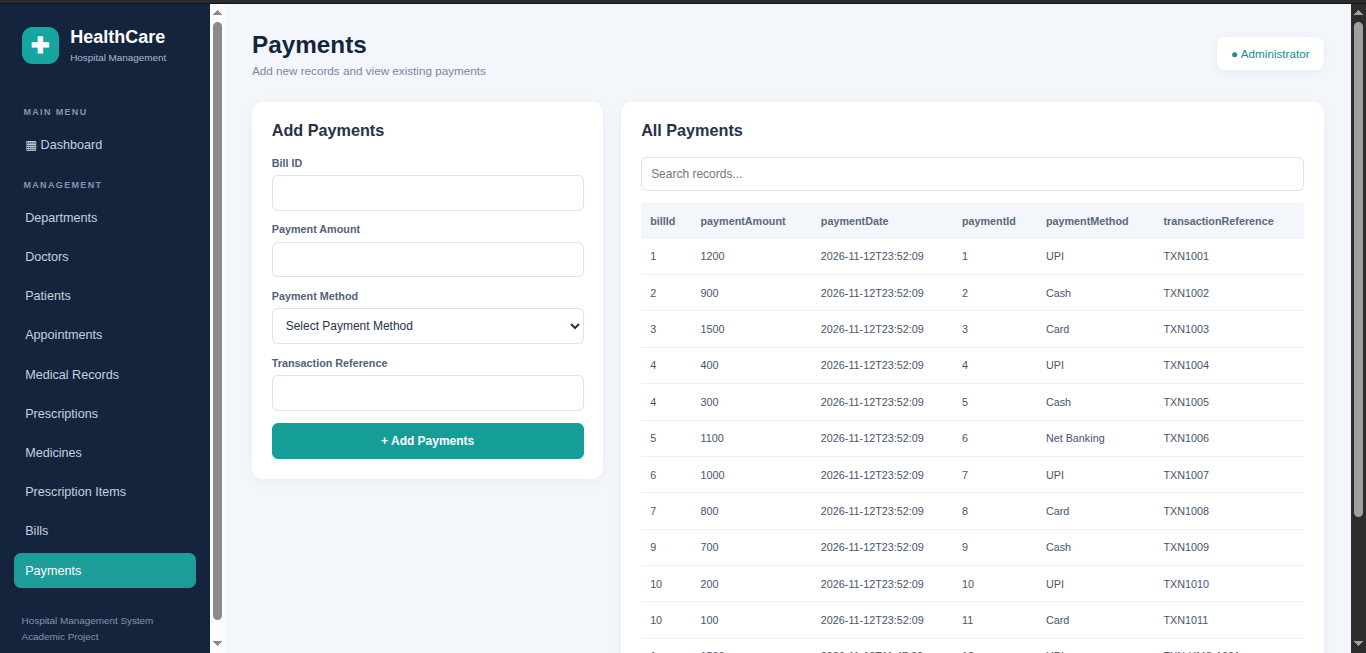 HealthCare
Hospital Management
MAIN MENU
Dashboard
MANAGEMENT
Departments
Doctors
Patients
Appointments
Medical Records
Prescriptions
Medicines
Prescription Items
Bills
Payments
Hospital Management System
Academic Project
Payments
Add new records and view existing payments
● Administrator
Add Payments
Bill ID
Payment Amount
Payment Method
Select Payment Method
Transaction Reference
+ Add Payments
All Payments
Search records...
billId paymentAmount paymentDate paymentId paymentMethod transactionReference
1 1200 2026-11-12T23:52:09 1 UPI TXN1001
2 900 2026-11-12T23:52:09 2 Cash TXN1002
3 1500 2026-11-12T23:52:09 3 Card TXN1003
4 400 2026-11-12T23:52:09 4 UPI TXN1004
4 300 2026-11-12T23:52:09 5 Cash TXN1005
5 1100 2026-11-12T23:52:09 6 Net Banking TXN1006
6 1000 2026-11-12T23:52:09 7 UPI TXN1007
7 800 2026-11-12T23:52:09 8 Card TXN1008
9 700 2026-11-12T23:52:09 9 Cash TXN1009
10 200 2026-11-12T23:52:09 10 UPI TXN1010
10 100 2026-11-12T23:52:09 11 Card TXN1011